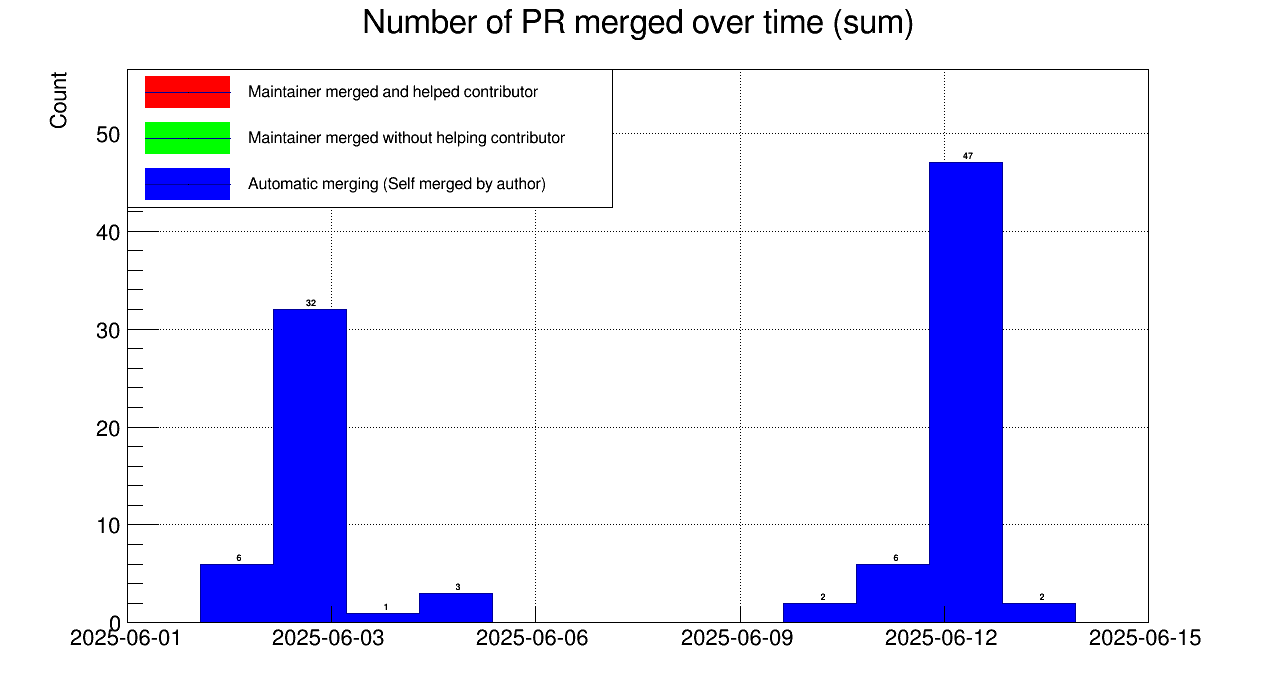 Number of PR merged over time (sum)
Count
Maintainer merged and helped contributor
Maintainer merged without helping contributor
Automatic merging (Self merged by author)
50
40
30
20
10
0
47
32
6
1
3
2
6
2
2025-06-01 2025-06-03 2025-06-06 2025-06-09 2025-06-12 2025-06-15